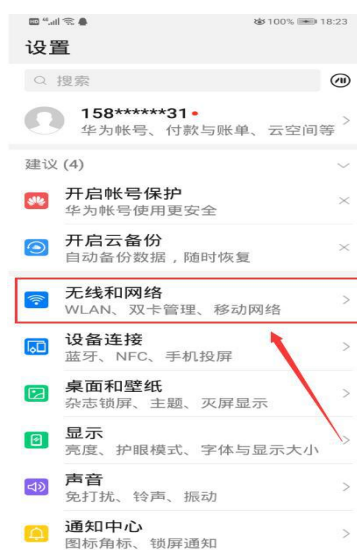 HD 4G 100% 18:23
设置
搜索
158******31
华为帐号、付款与账单、云空间等
建议 (4)
开启帐号保护
华为帐号使用更安全
开启云备份
自动备份数据，随时恢复
无线和网络
WLAN、双卡管理、移动网络
设备连接
蓝牙、NFC、手机投屏
桌面和壁纸
杂志锁屏、主题、灭屏显示
显示
亮度、护眼模式、字体与显示大小
声音
免打扰、铃声、振动
通知中心
图标角标、锁屏通知